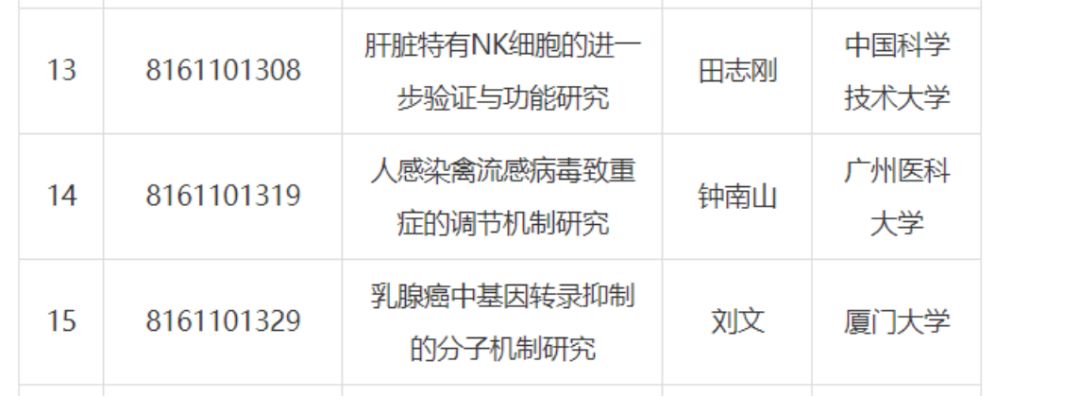 13 8161101308 肝脏特有NK细胞的进一步验证与功能研究 田志刚 中国科学技术大学
14 8161101319 人感染禽流感病毒致重症的调节机制研究 钟南山 广州医科大学
15 8161101329 乳腺癌中基因转录抑制的分子机制研究 刘文 厦门大学